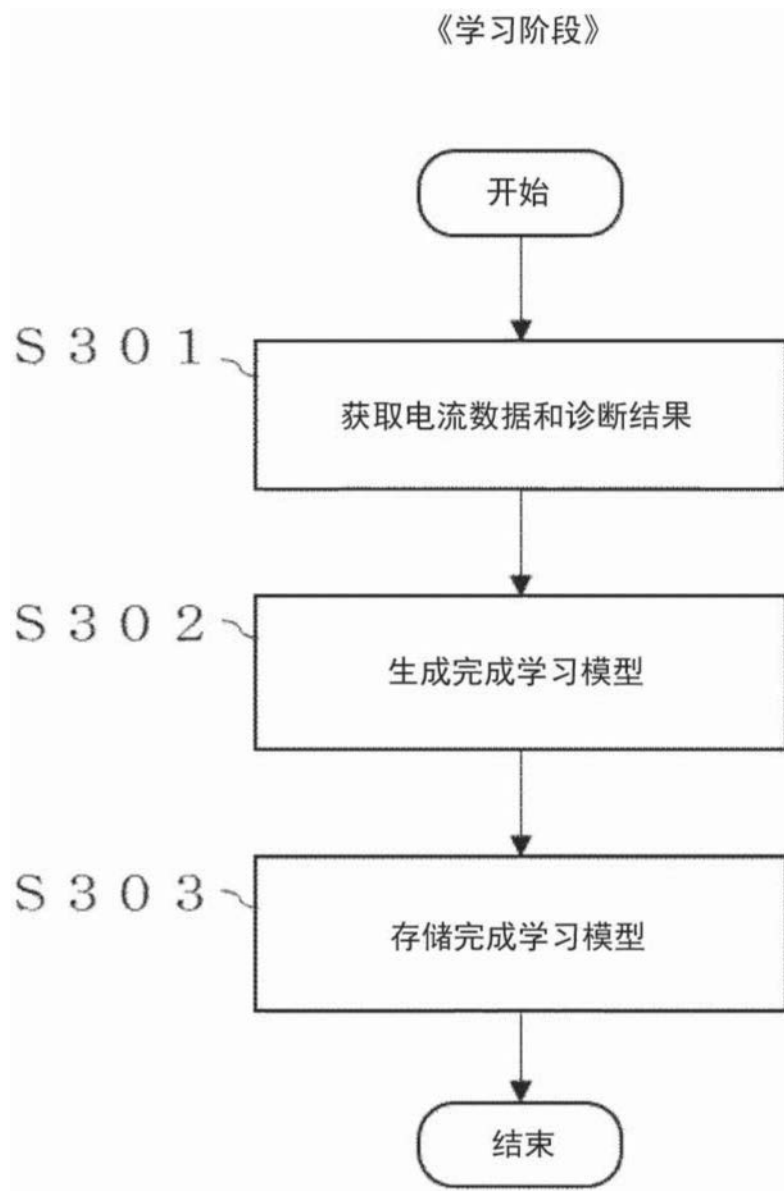 《学习阶段》
开始
S301
获取电流数据和诊断结果
S302
生成完成学习模型
S303
存储完成学习模型
结束